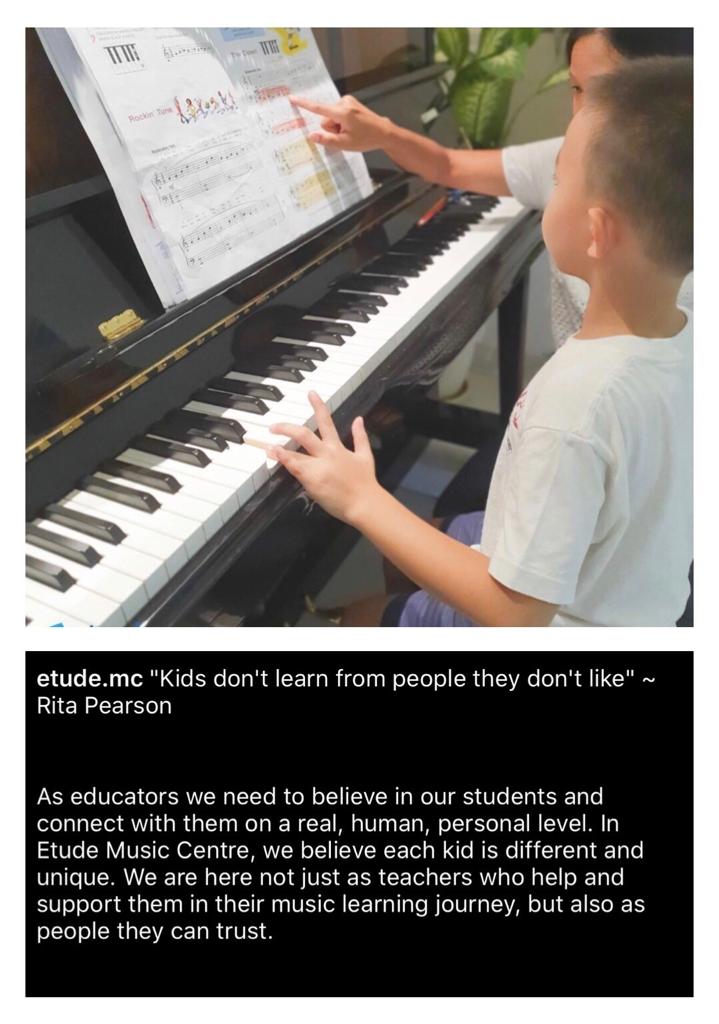 Rockin' Tune
etude.mc "Kids don't learn from people they don't like" ~
Rita Pearson
As educators we need to believe in our students and
connect with them on a real, human, personal level. In
Etude Music Centre, we believe each kid is different and
unique. We are here not just as teachers who help and
support them in their music learning journey, but also as
people they can trust.